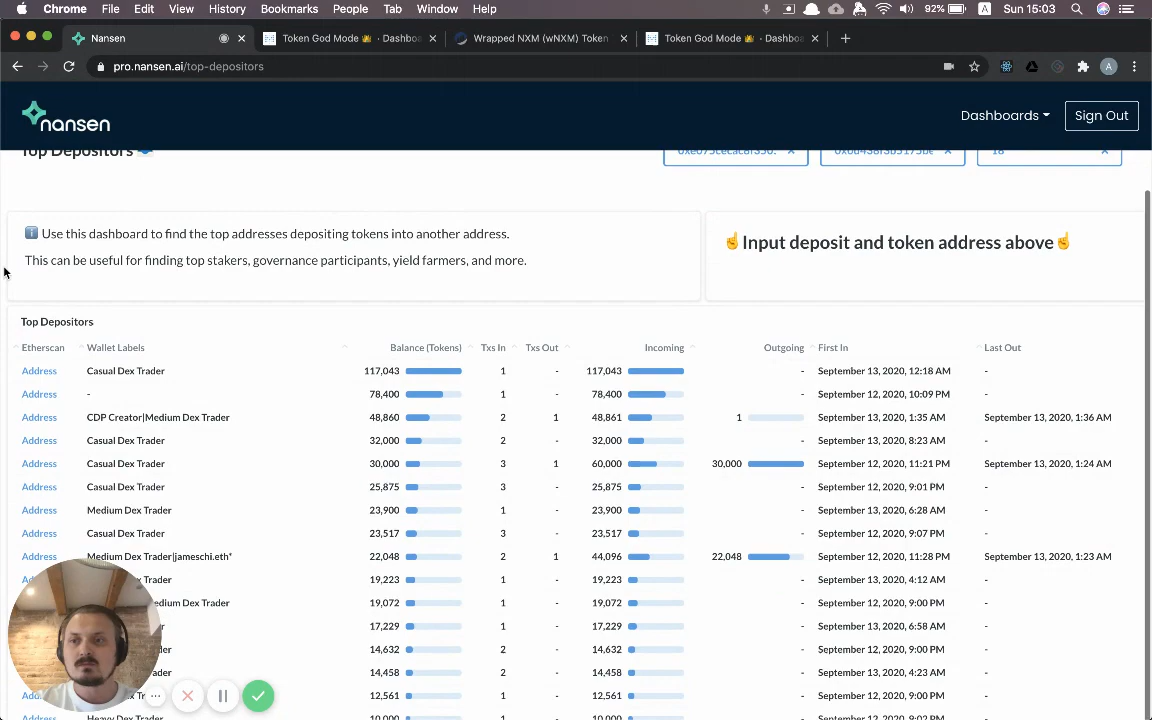 Chrome File Edit View History Bookmarks People Tab Window Help 92% A Sun 15:03
Nansen Token God Mode · Dashbo Wrapped NXM (wNXM) Token Token God Mode · Dashbo
pro.nansen.ai/top-depositors A
nansen Dashboards Sign Out
Top Depositors 18
Use this dashboard to find the top addresses depositing tokens into another address.
This can be useful for finding top stakers, governance participants, yield farmers, and more.
Input deposit and token address above
Top Depositors
Etherscan Wallet Labels Balance (Tokens) Txs In Txs Out Incoming Outgoing First In Last Out
Address Casual Dex Trader 117,043 1 - 117,043 - September 13, 2020, 12:18 AM -
Address - 78,400 1 - 78,400 - September 12, 2020, 10:09 PM -
Address CDP Creator|Medium Dex Trader 48,860 2 1 48,861 1 September 13, 2020, 1:35 AM September 13, 2020, 1:36 AM
Address Casual Dex Trader 32,000 2 - 32,000 - September 13, 2020, 8:23 AM -
Address Casual Dex Trader 30,000 3 1 60,000 30,000 September 12, 2020, 11:21 PM September 13, 2020, 1:24 AM
Address Casual Dex Trader 25,875 3 - 25,875 - September 12, 2020, 9:01 PM -
Address Medium Dex Trader 23,900 1 - 23,900 - September 13, 2020, 6:28 AM -
Address Casual Dex Trader 23,517 3 - 23,517 - September 12, 2020, 9:07 PM -
Address Medium Dex Trader|jameschi.eth* 22,048 2 1 44,096 22,048 September 12, 2020, 11:28 PM September 13, 2020, 1:23 AM
Trader 19,223 1 - 19,223 - September 13, 2020, 4:12 AM -
edium Dex Trader 19,072 1 - 19,072 - September 12, 2020, 9:00 PM -
17,229 1 - 17,229 - September 13, 2020, 6:58 AM -
14,632 2 - 14,632 - September 12, 2020, 9:00 PM -
14,458 2 - 14,458 - September 13, 2020, 4:23 AM -
12,561 1 - 12,561 - September 12, 2020, 9:00 PM -
Address Heavy Dex Trader 10,000 1 - 10,000